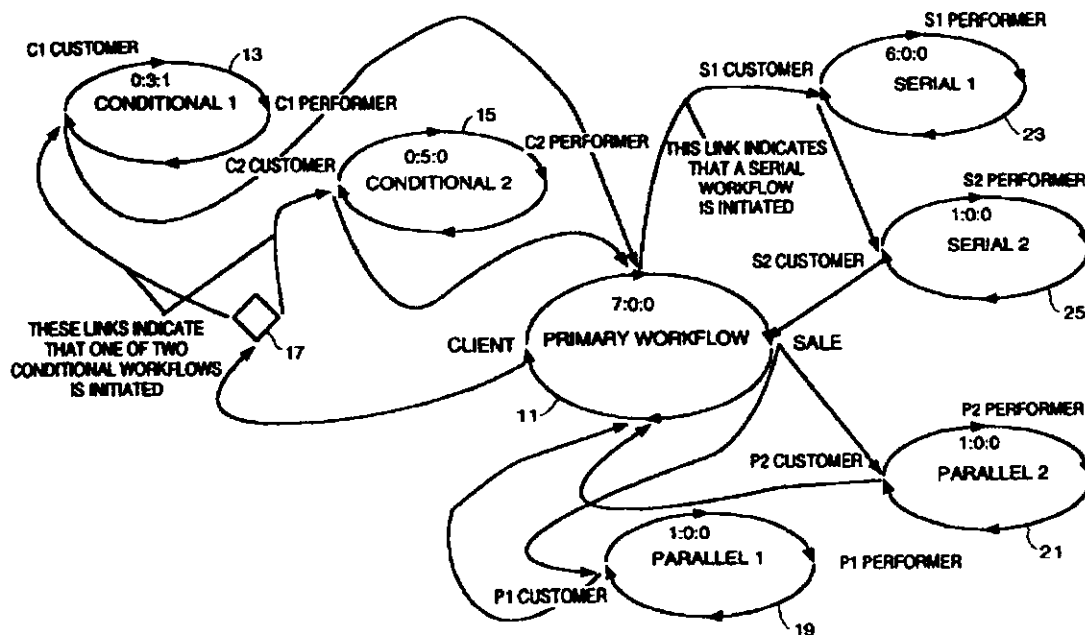 C1 CUSTOMER
13
0:3:1
CONDITIONAL 1
C1 PERFORMER
15
C2 CUSTOMER
0:5:0
CONDITIONAL 2
C2 PERFORMER
S1 PERFORMER
S1 CUSTOMER
6:0:0
SERIAL 1
23
THIS LINK INDICATES
THAT A SERIAL
WORKFLOW
IS INITIATED
S2 PERFORMER
1:0:0
SERIAL 2
S2 CUSTOMER
25
THESE LINKS INDICATE
THAT ONE OF TWO
CONDITIONAL WORKFLOWS
IS INITIATED
17
CLIENT
7:0:0
PRIMARY WORKFLOW
SALE
11
P2 PERFORMER
1:0:0
P2 CUSTOMER
PARALLEL 2
21
1:0:0
PARALLEL 1
P1 PERFORMER
P1 CUSTOMER
19